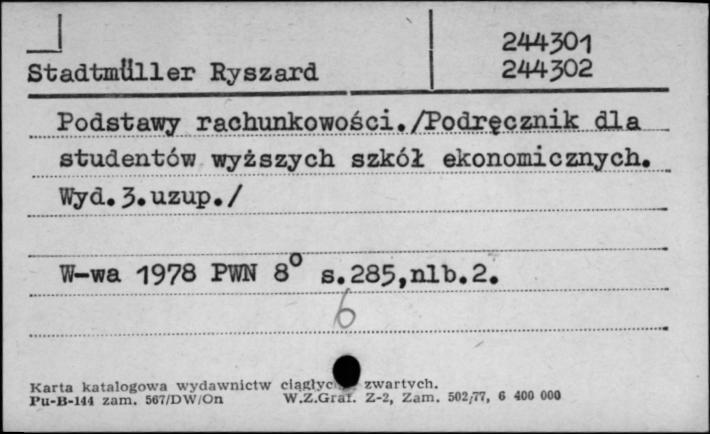 244301
Stadtmüller Ryszard 244302
Podstawy rachunkowości./Podręcznik dla
studentów wyższych szkół ekonomicznych.
Wyd.3.uzup./
W-wa 1978 PWN 8° s.285,nlb.2.
6
Karta katalogowa wydawnictw zwartych.
Pu-B-144 zam. 567/DW/On W.Z.Graf. Z-2, Zam. 502/77, 6 400 000